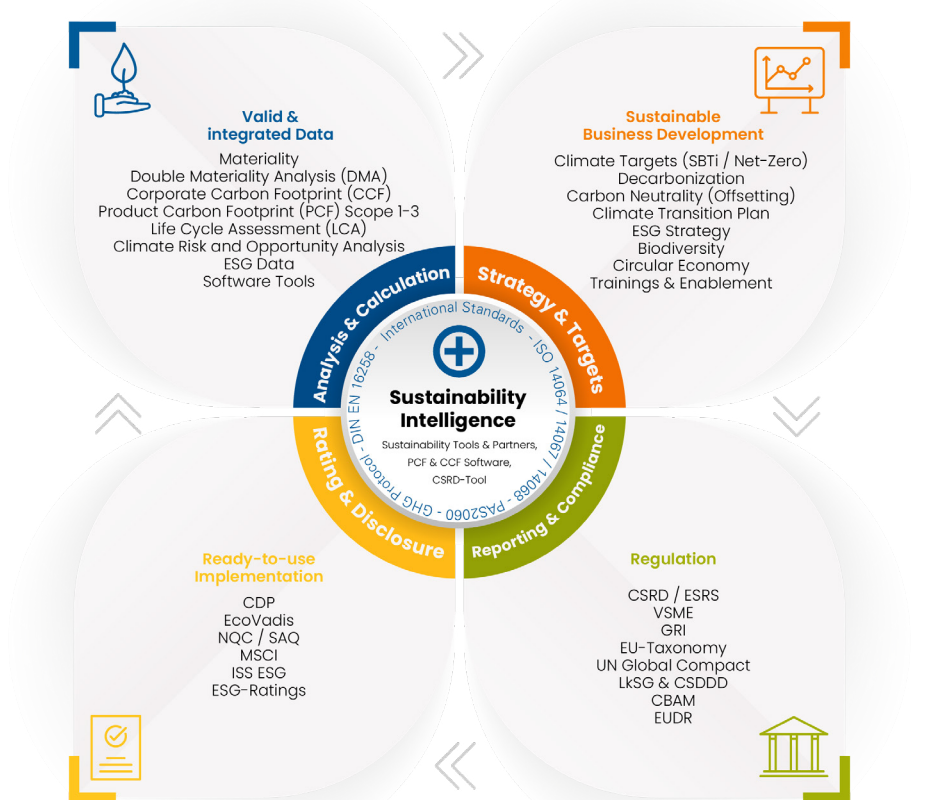 Valid &
integrated Data
Materiality
Double Materiality Analysis (DMA)
Corporate Carbon Footprint (CCF)
Product Carbon Footprint (PCF) Scope 1-3
Life Cycle Assessment (LCA)
Climate Risk and Opportunity Analysis
ESG Data
Software Tools
Sustainable
Business Development
Climate Targets (SBTi / Net-Zero)
Decarbonization
Carbon Neutrality (Offsetting)
Climate Transition Plan
ESG Strategy
Biodiversity
Circular Economy
Trainings & Enablement
Analysis & Calculation
Strategy & Targets
International Standards - ISO 14064 / 14067 / 14068 - PAS2060 - GHG Protocol - DIN EN 16258 -
Sustainability
Intelligence
Sustainability Tools & Partners,
PCF & CCF Software,
CSRD-Tool
Rating & Disclosure
Reporting & Compliance
Ready-to-use
Implementation
CDP
EcoVadis
NQC / SAQ
MSCI
ISS ESG
ESG-Ratings
Regulation
CSRD / ESRS
VSME
GRI
EU-Taxonomy
UN Global Compact
LkSG & CSDDD
CBAM
EUDR